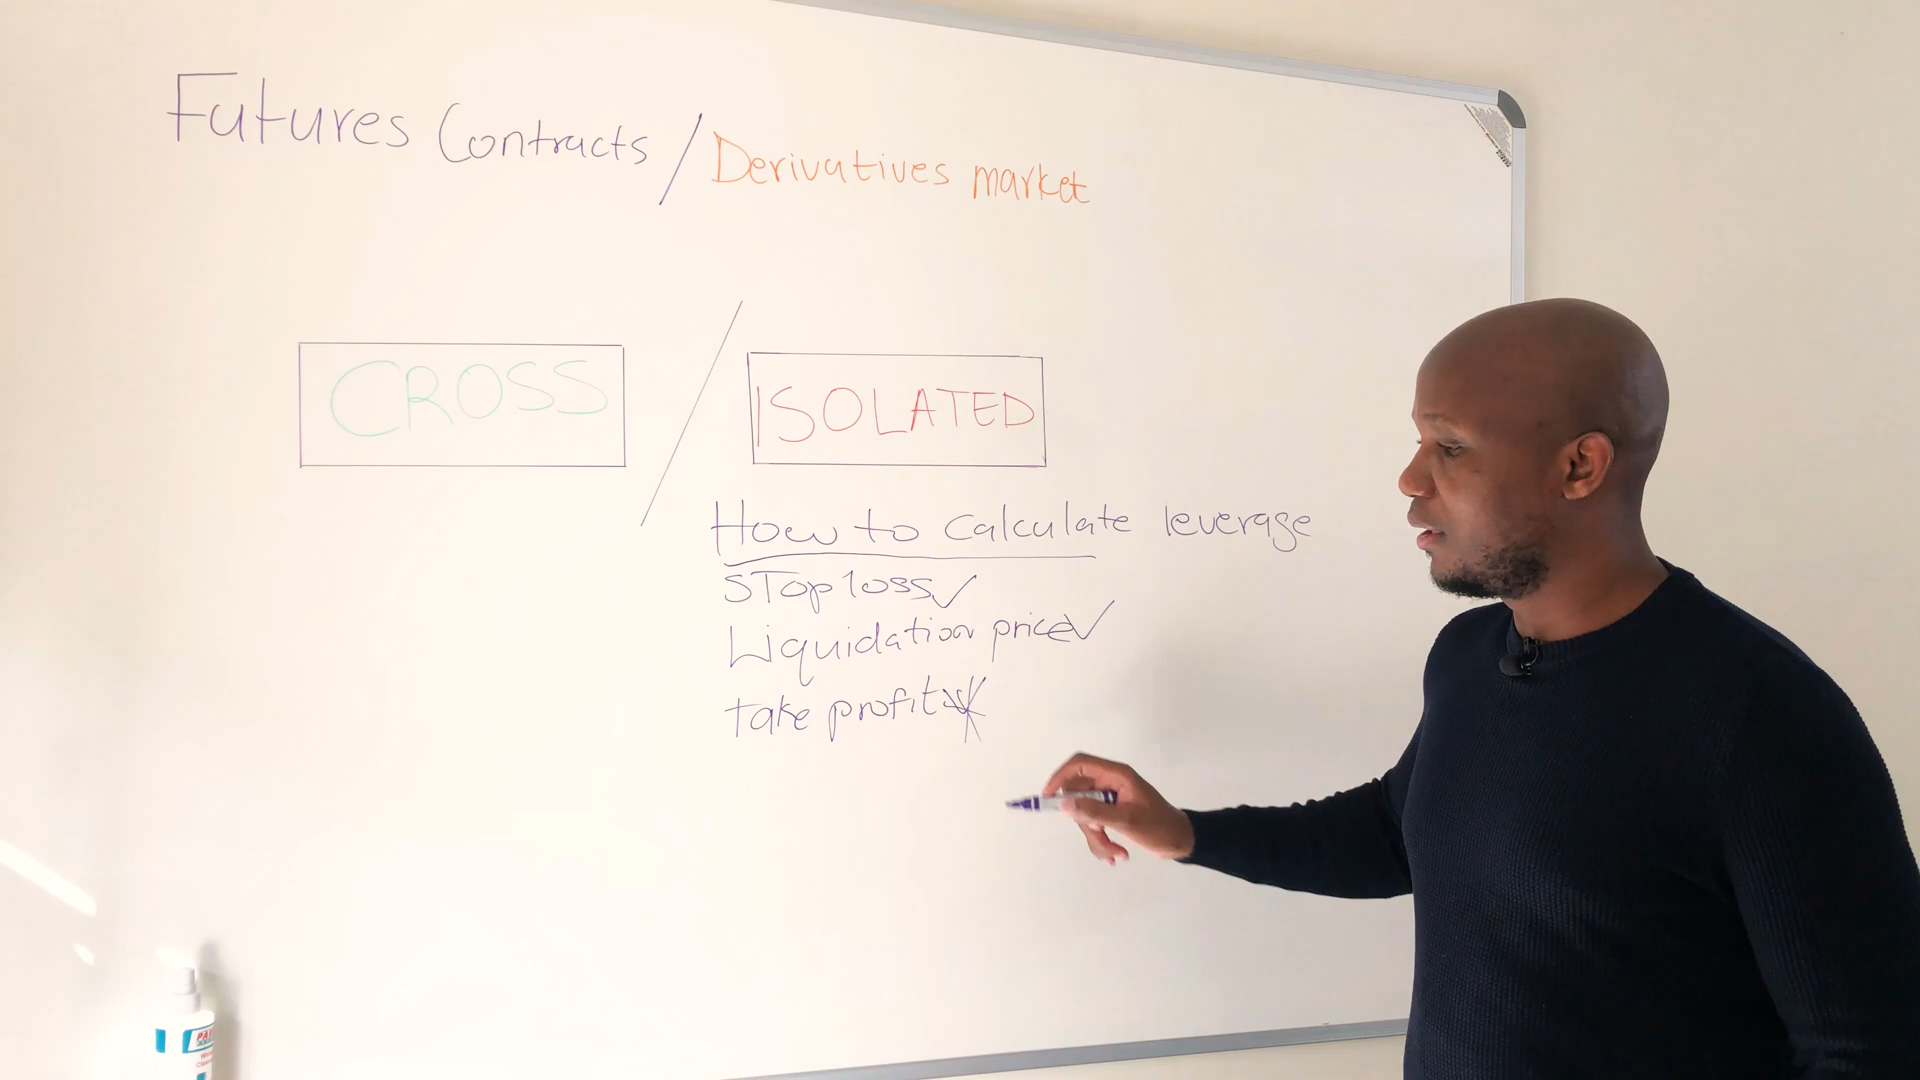 Futures Contracts / Derivatives market
CROSS / ISOLATED
How to calculate leverage
STop loss ✓
Liquidation price ✓
take profit